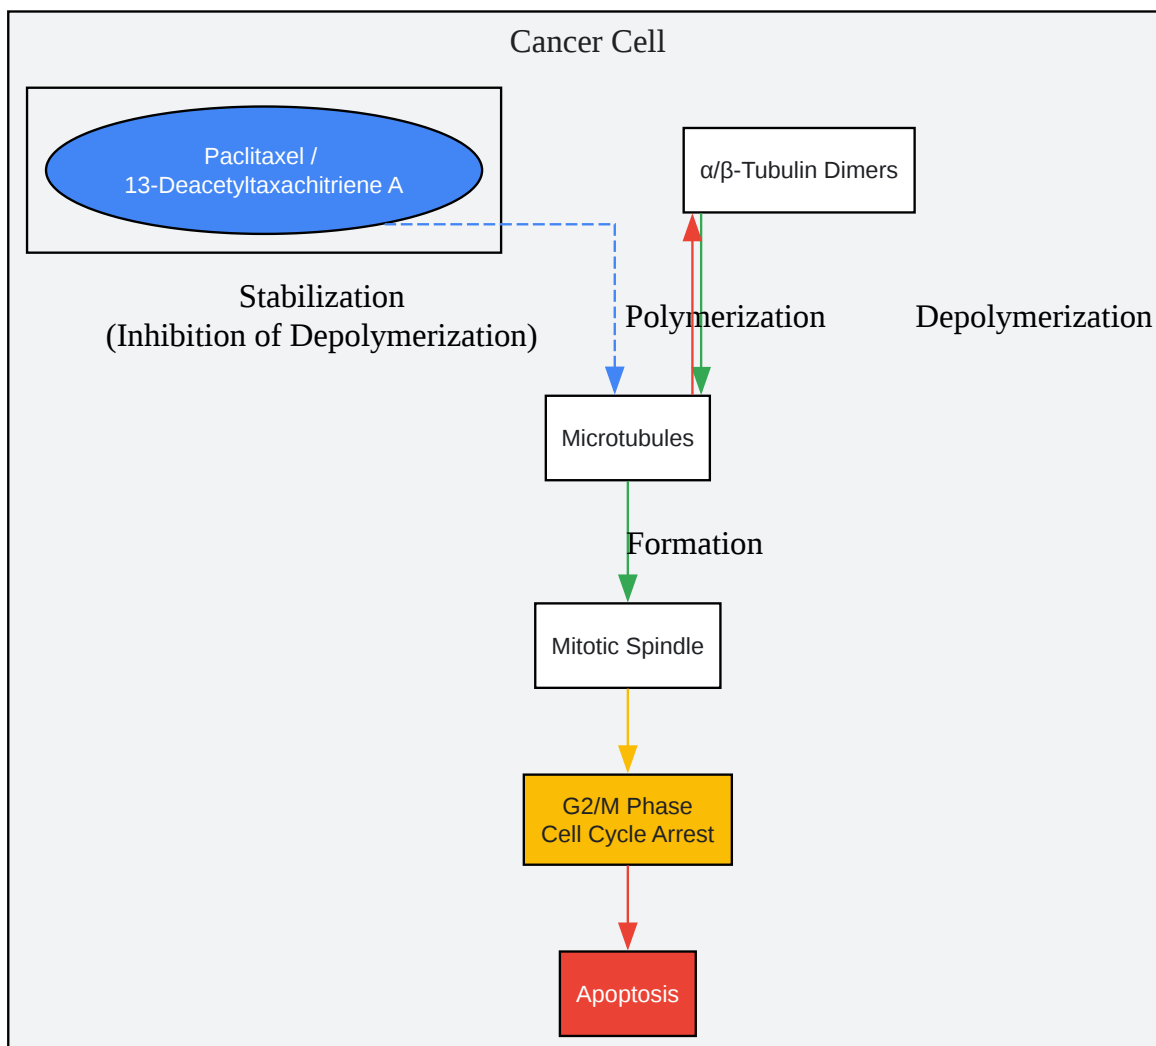 Cancer Cell
Paclitaxel /
13-Deacetyltaxachitriene A
α/β-Tubulin Dimers
Stabilization
(Inhibition of Depolymerization)
Polymerization
Depolymerization
Microtubules
Formation
Mitotic Spindle
G2/M Phase
Cell Cycle Arrest
Apoptosis